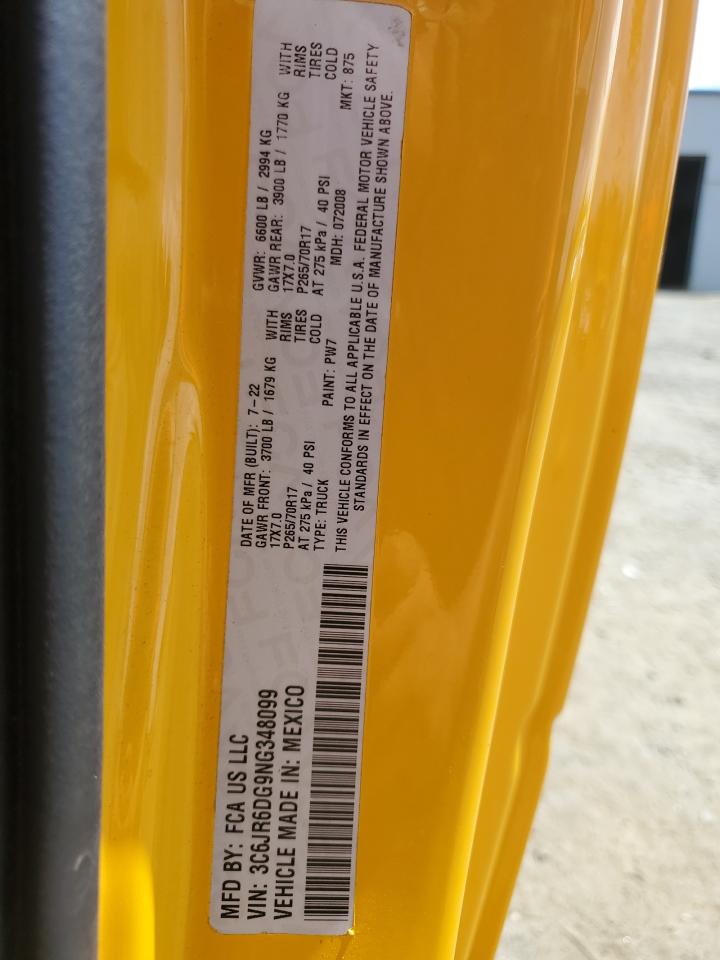 MFD BY: FCA US LLC
VIN: 3C6JR6DG9NG348099
VEHICLE MADE IN: MEXICO
DATE OF MFR (BUILT): 7-22
GAWR FRONT: 3700 LB / 1679 KG WITH
17X7.0 RIMS
P265/70R17 TIRES
AT 275 kPa / 40 PSI COLD
TYPE: TRUCK PAINT: PW7
GVWR: 6600 LB / 2994 KG
GAWR REAR: 3900 LB / 1770 KG WITH
17X7.0 RIMS
P265/70R17 TIRES
AT 275 kPa / 40 PSI COLD
MDH: 072008 MKT: 875
THIS VEHICLE CONFORMS TO ALL APPLICABLE U.S.A. FEDERAL MOTOR VEHICLE SAFETY
STANDARDS IN EFFECT ON THE DATE OF MANUFACTURE SHOWN ABOVE.